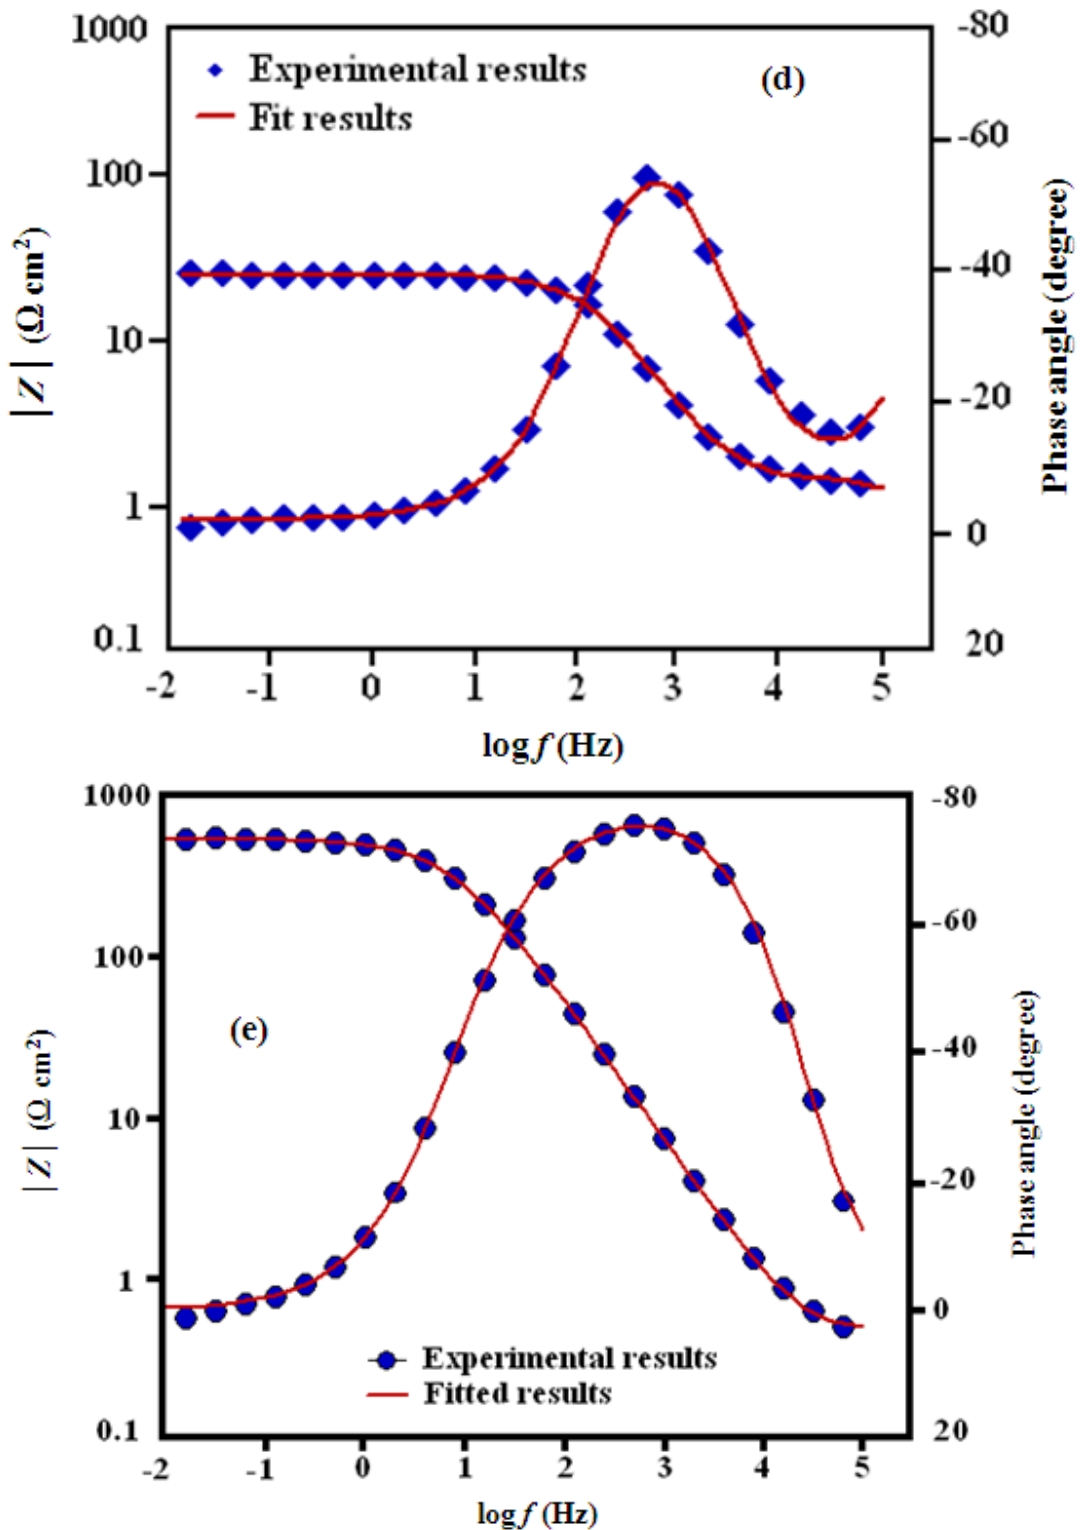 1000
-80
Experimental results
(d)
Fit results
-60
100
-40
10
-20
1
0
0.1
20
|Z| (Ω cm²)
Phase angle (degree)
-2 -1 0 1 2 3 4 5
log f (Hz)
1000
-80
-60
100
(e)
-40
10
-20
1
0
Experimental results
Fitted results
0.1
20
|Z| (Ω cm²)
Phase angle (degree)
-2 -1 0 1 2 3 4 5
log f (Hz)